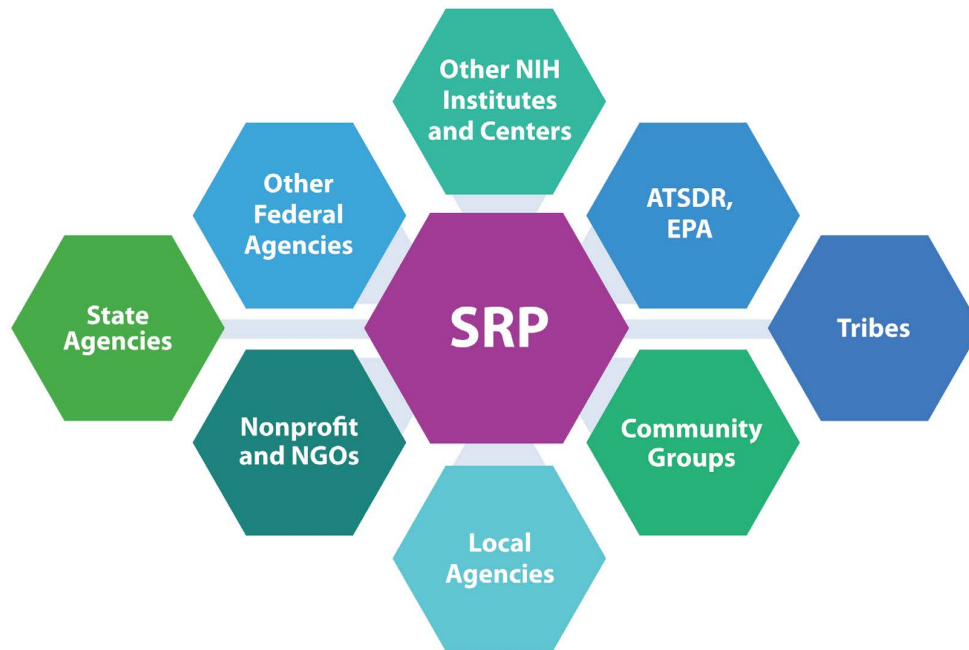 Other NIH
Institutes
and Centers
Other
Federal
Agencies
ATSDR,
EPA
State
Agencies
SRP
Tribes
Nonprofit
and NGOs
Community
Groups
Local
Agencies